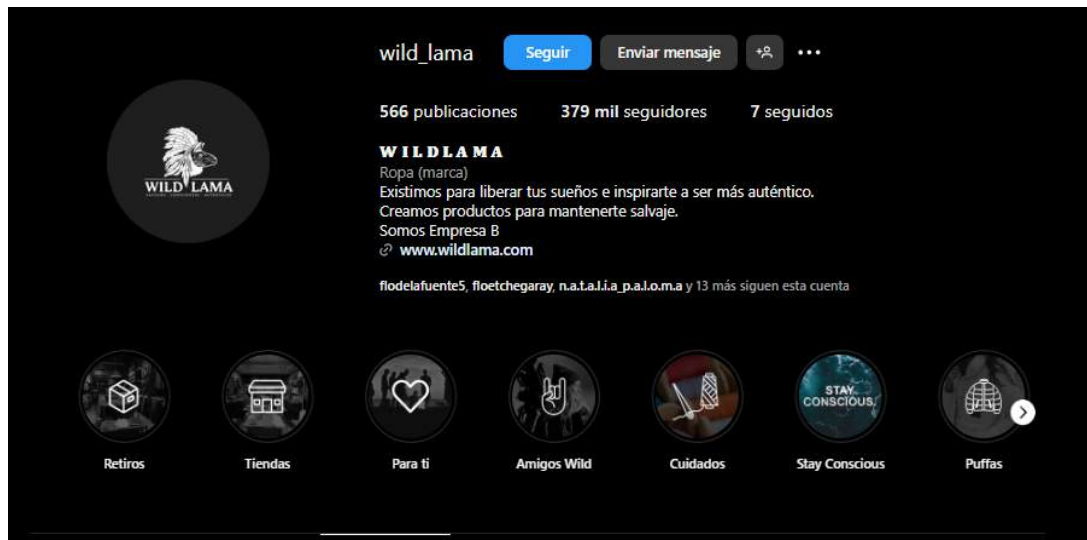 wild_lama Seguir Enviar mensaje
566 publicaciones 379 mil seguidores 7 seguidos
WILDLAMA
Ropa (marca)
Existimos para liberar tus sueños e inspirarte a ser más auténtico.
Creamos productos para mantenerte salvaje.
Somos Empresa B
www.wildlama.com
flodelafuente5, floetchegaray, n.a.t.a.l.i.a_p.a.l.o.m.a y 13 más siguen esta cuenta
WILD LAMA
STAY CONSCIOUS.
Retiros Tiendas Para ti Amigos Wild Cuidados Stay Conscious Puffas